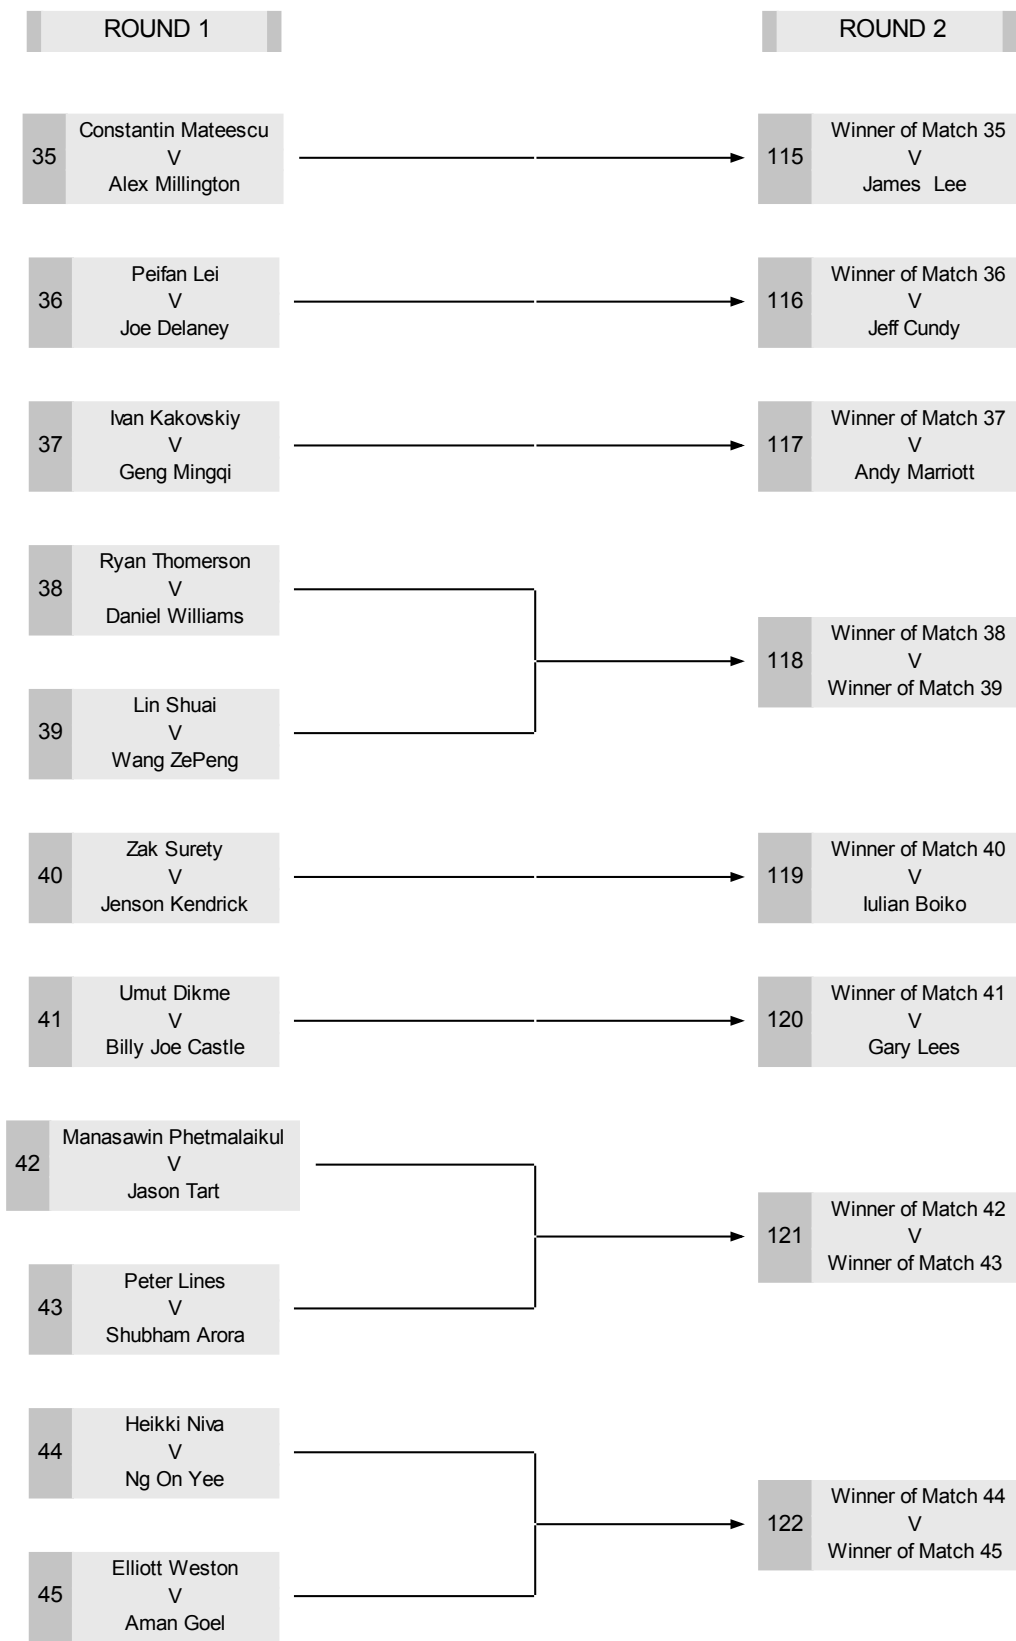 ROUND 1
ROUND 2
35
Constantin Mateescu
V
Alex Millington
115
Winner of Match 35
V
James Lee
36
Peifan Lei
V
Joe Delaney
116
Winner of Match 36
V
Jeff Cundy
37
Ivan Kakovskiy
V
Geng Mingqi
117
Winner of Match 37
V
Andy Marriott
38
Ryan Thomerson
V
Daniel Williams
39
Lin Shuai
V
Wang ZePeng
118
Winner of Match 38
V
Winner of Match 39
40
Zak Surety
V
Jenson Kendrick
119
Winner of Match 40
V
Iulian Boiko
41
Umut Dikme
V
Billy Joe Castle
120
Winner of Match 41
V
Gary Lees
42
Manasawin Phetmalaikul
V
Jason Tart
43
Peter Lines
V
Shubham Arora
121
Winner of Match 42
V
Winner of Match 43
44
Heikki Niva
V
Ng On Yee
45
Elliott Weston
V
Aman Goel
122
Winner of Match 44
V
Winner of Match 45